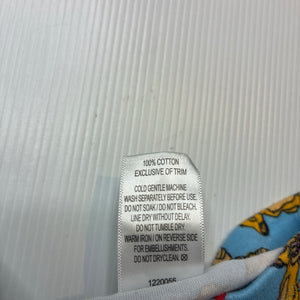 100% COTTON
EXCLUSIVE OF TRIM
COLD GENTLE MACHINE
WASH SEPARATELY BEFORE USE.
DO NOT SOAK / DO NOT BLEACH.
LINE DRY WITHOUT DELAY.
DO NOT TUMBLE DRY.
WARM IRON ON REVERSE SIDE
FOR EMBELLISHMENTS.
DO NOT DRYCLEAN.
1220055